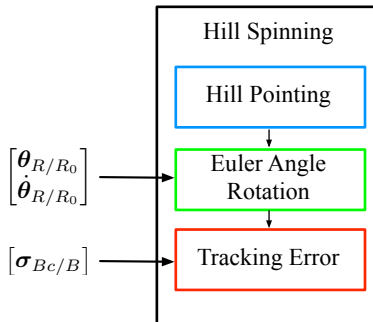 Hill Spinning
Hill Pointing
[θ_{R/R_0}
θ̇_{R/R_0}]
Euler Angle
Rotation
[σ_{Bc/B}]
Tracking Error